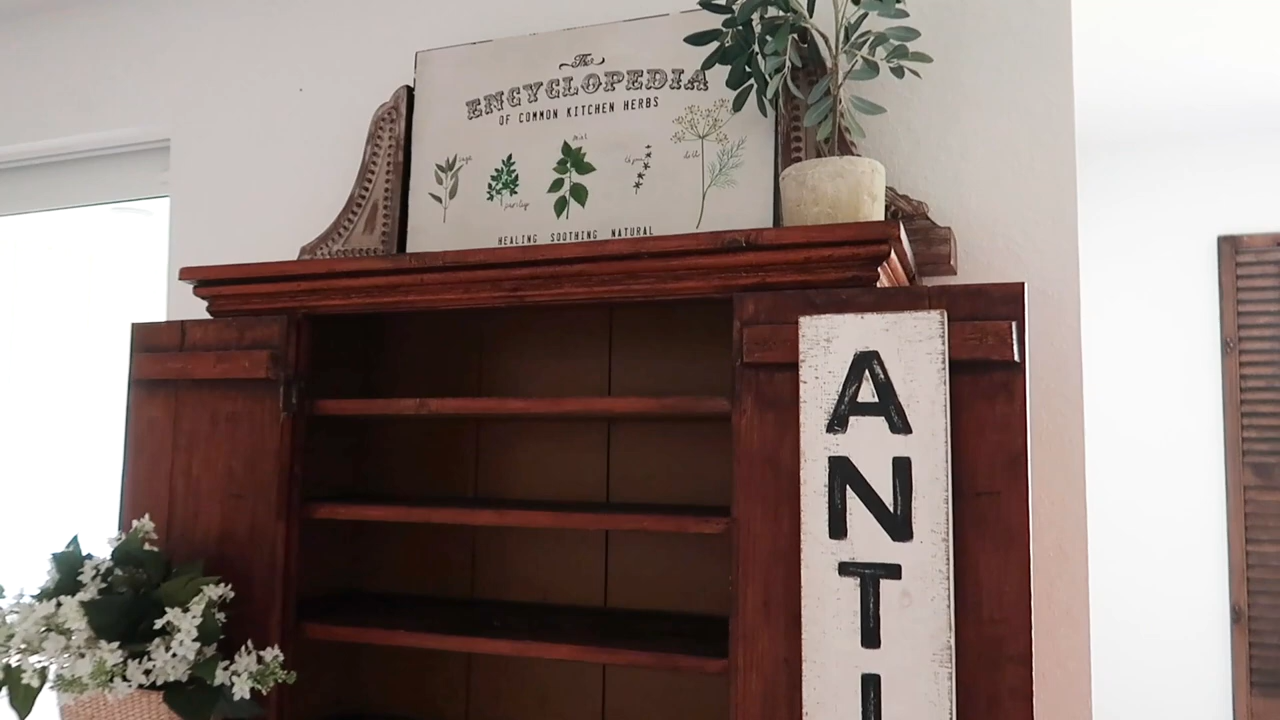 The
ENCYCLOPEDIA
OF COMMON KITCHEN HERBS
sage
parsley
mint
thyme
dill
HEALING SOOTHING NATURAL
A
N
T
I